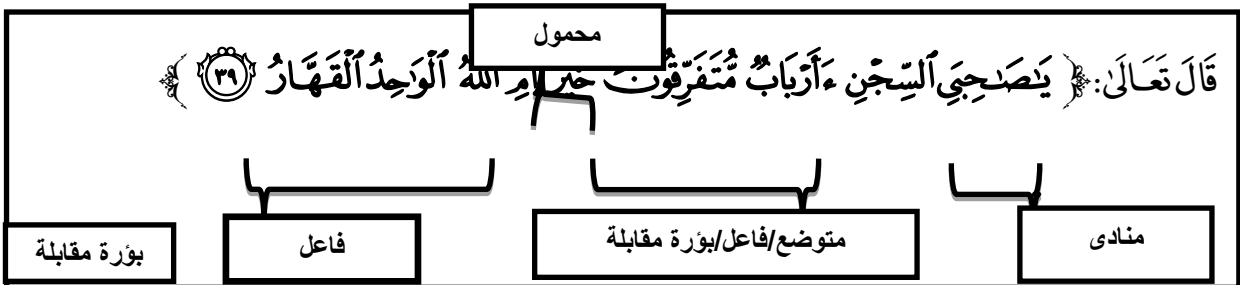 محمول
قَالَ تَعَالَىٰ: ﴿ يَٰصَٰحِبَىِ ٱلسِّجْنِ ءَأَرْبَابٌ مُّتَفَرِّقُونَ خَيْرٌ أَمِ ٱللَّهُ ٱلْوَٰحِدُ ٱلْقَهَّارُ ٣٩ ﴾
منادى
متوضع/فاعل/بؤرة مقابلة
فاعل
بؤرة مقابلة